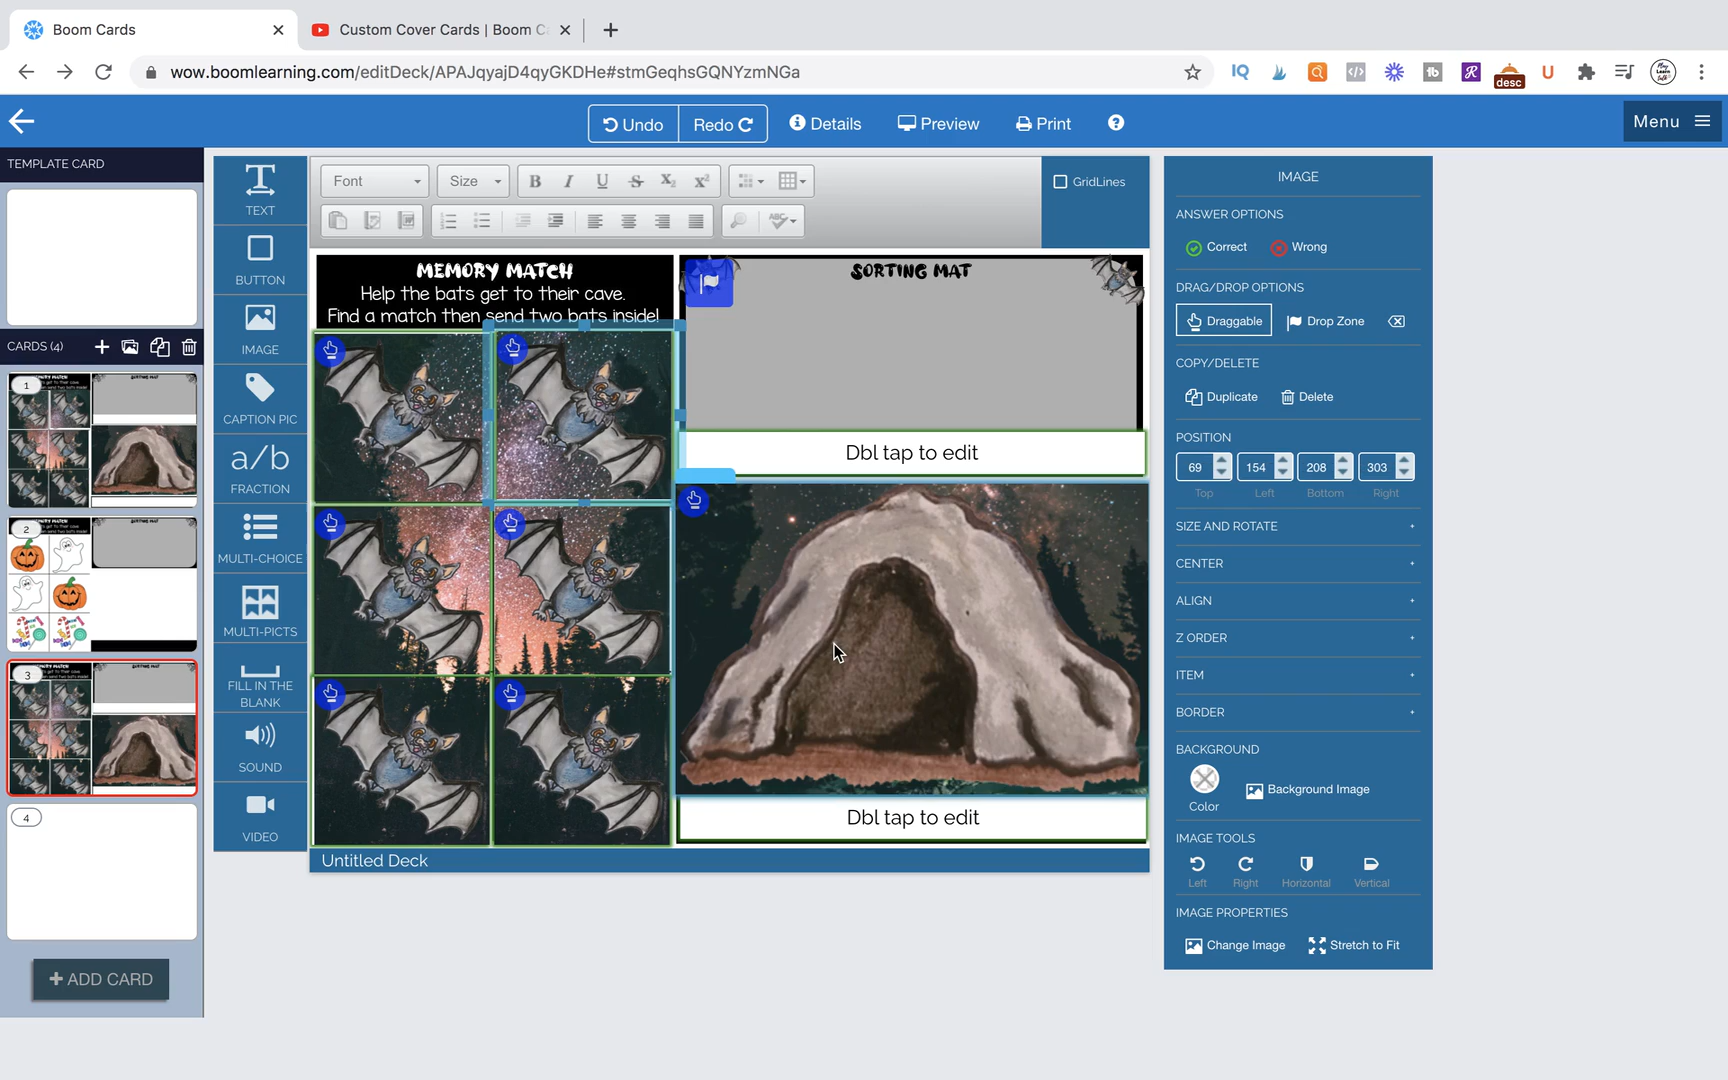 Boom Cards
Custom Cover Cards | Boom C
wow.boomlearning.com/editDeck/APAJqyajD4qyGKDHe#stmGeqhsGQNYzmNGa
desc
Undo
Redo
Details
Preview
Print
Menu
TEMPLATE CARD
CARDS (4)
1
2
3
4
+ ADD CARD
TEXT
BUTTON
IMAGE
CAPTION PIC
a/b
FRACTION
MULTI-CHOICE
MULTI-PICTS
FILL IN THE
BLANK
SOUND
VIDEO
Font
Size
GridLines
MEMORY MATCH
Help the bats get to their cave.
Find a match then send two bats inside!
SORTING MAT
Dbl tap to edit
Dbl tap to edit
Untitled Deck
IMAGE
ANSWER OPTIONS
Correct
Wrong
DRAG/DROP OPTIONS
Draggable
Drop Zone
COPY/DELETE
Duplicate
Delete
POSITION
69
154
208
303
Top
Left
Bottom
Right
SIZE AND ROTATE
CENTER
ALIGN
Z ORDER
ITEM
BORDER
BACKGROUND
Color
Background Image
IMAGE TOOLS
Left
Right
Horizontal
Vertical
IMAGE PROPERTIES
Change Image
Stretch to Fit